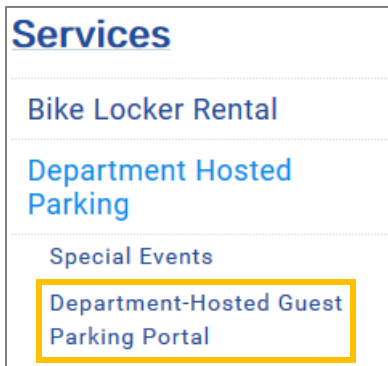 Services
Bike Locker Rental
Department Hosted
Parking
Special Events
Department-Hosted Guest
Parking Portal